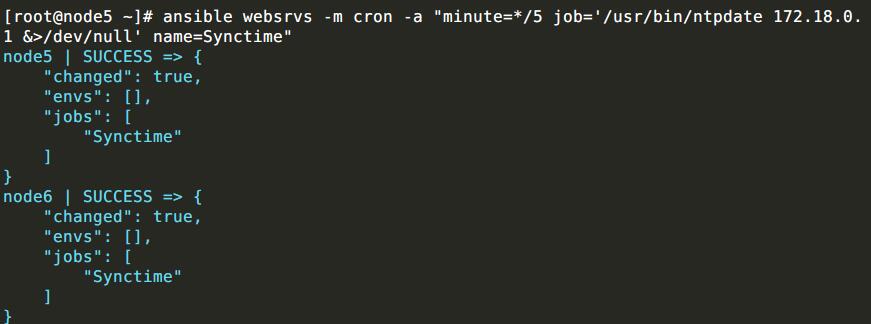 [root@node5 ~]# ansible websrvs -m cron -a "minute=*/5 job='/usr/bin/ntpdate 172.18.0.
1 &>/dev/null' name=Synctime"
node5 | SUCCESS => {
    "changed": true,
    "envs": [],
    "jobs": [
        "Synctime"
    ]
}
node6 | SUCCESS => {
    "changed": true,
    "envs": [],
    "jobs": [
        "Synctime"
    ]
}